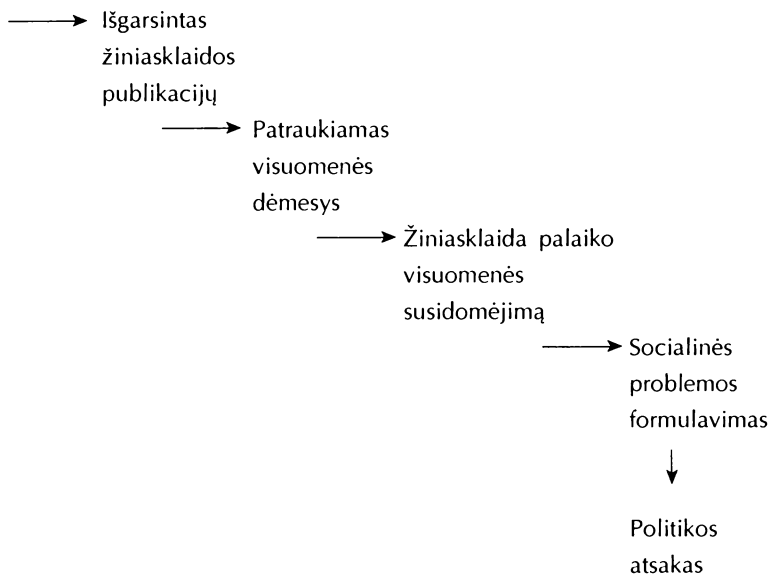 Išgarsintas
žiniasklaidos
publikacijų
Patraukiamas
visuomenės
dėmesys
Žiniasklaida palaiko
visuomenės
susidomėjimą
Socialinės
problemos
formulavimas
Politikos
atsakas